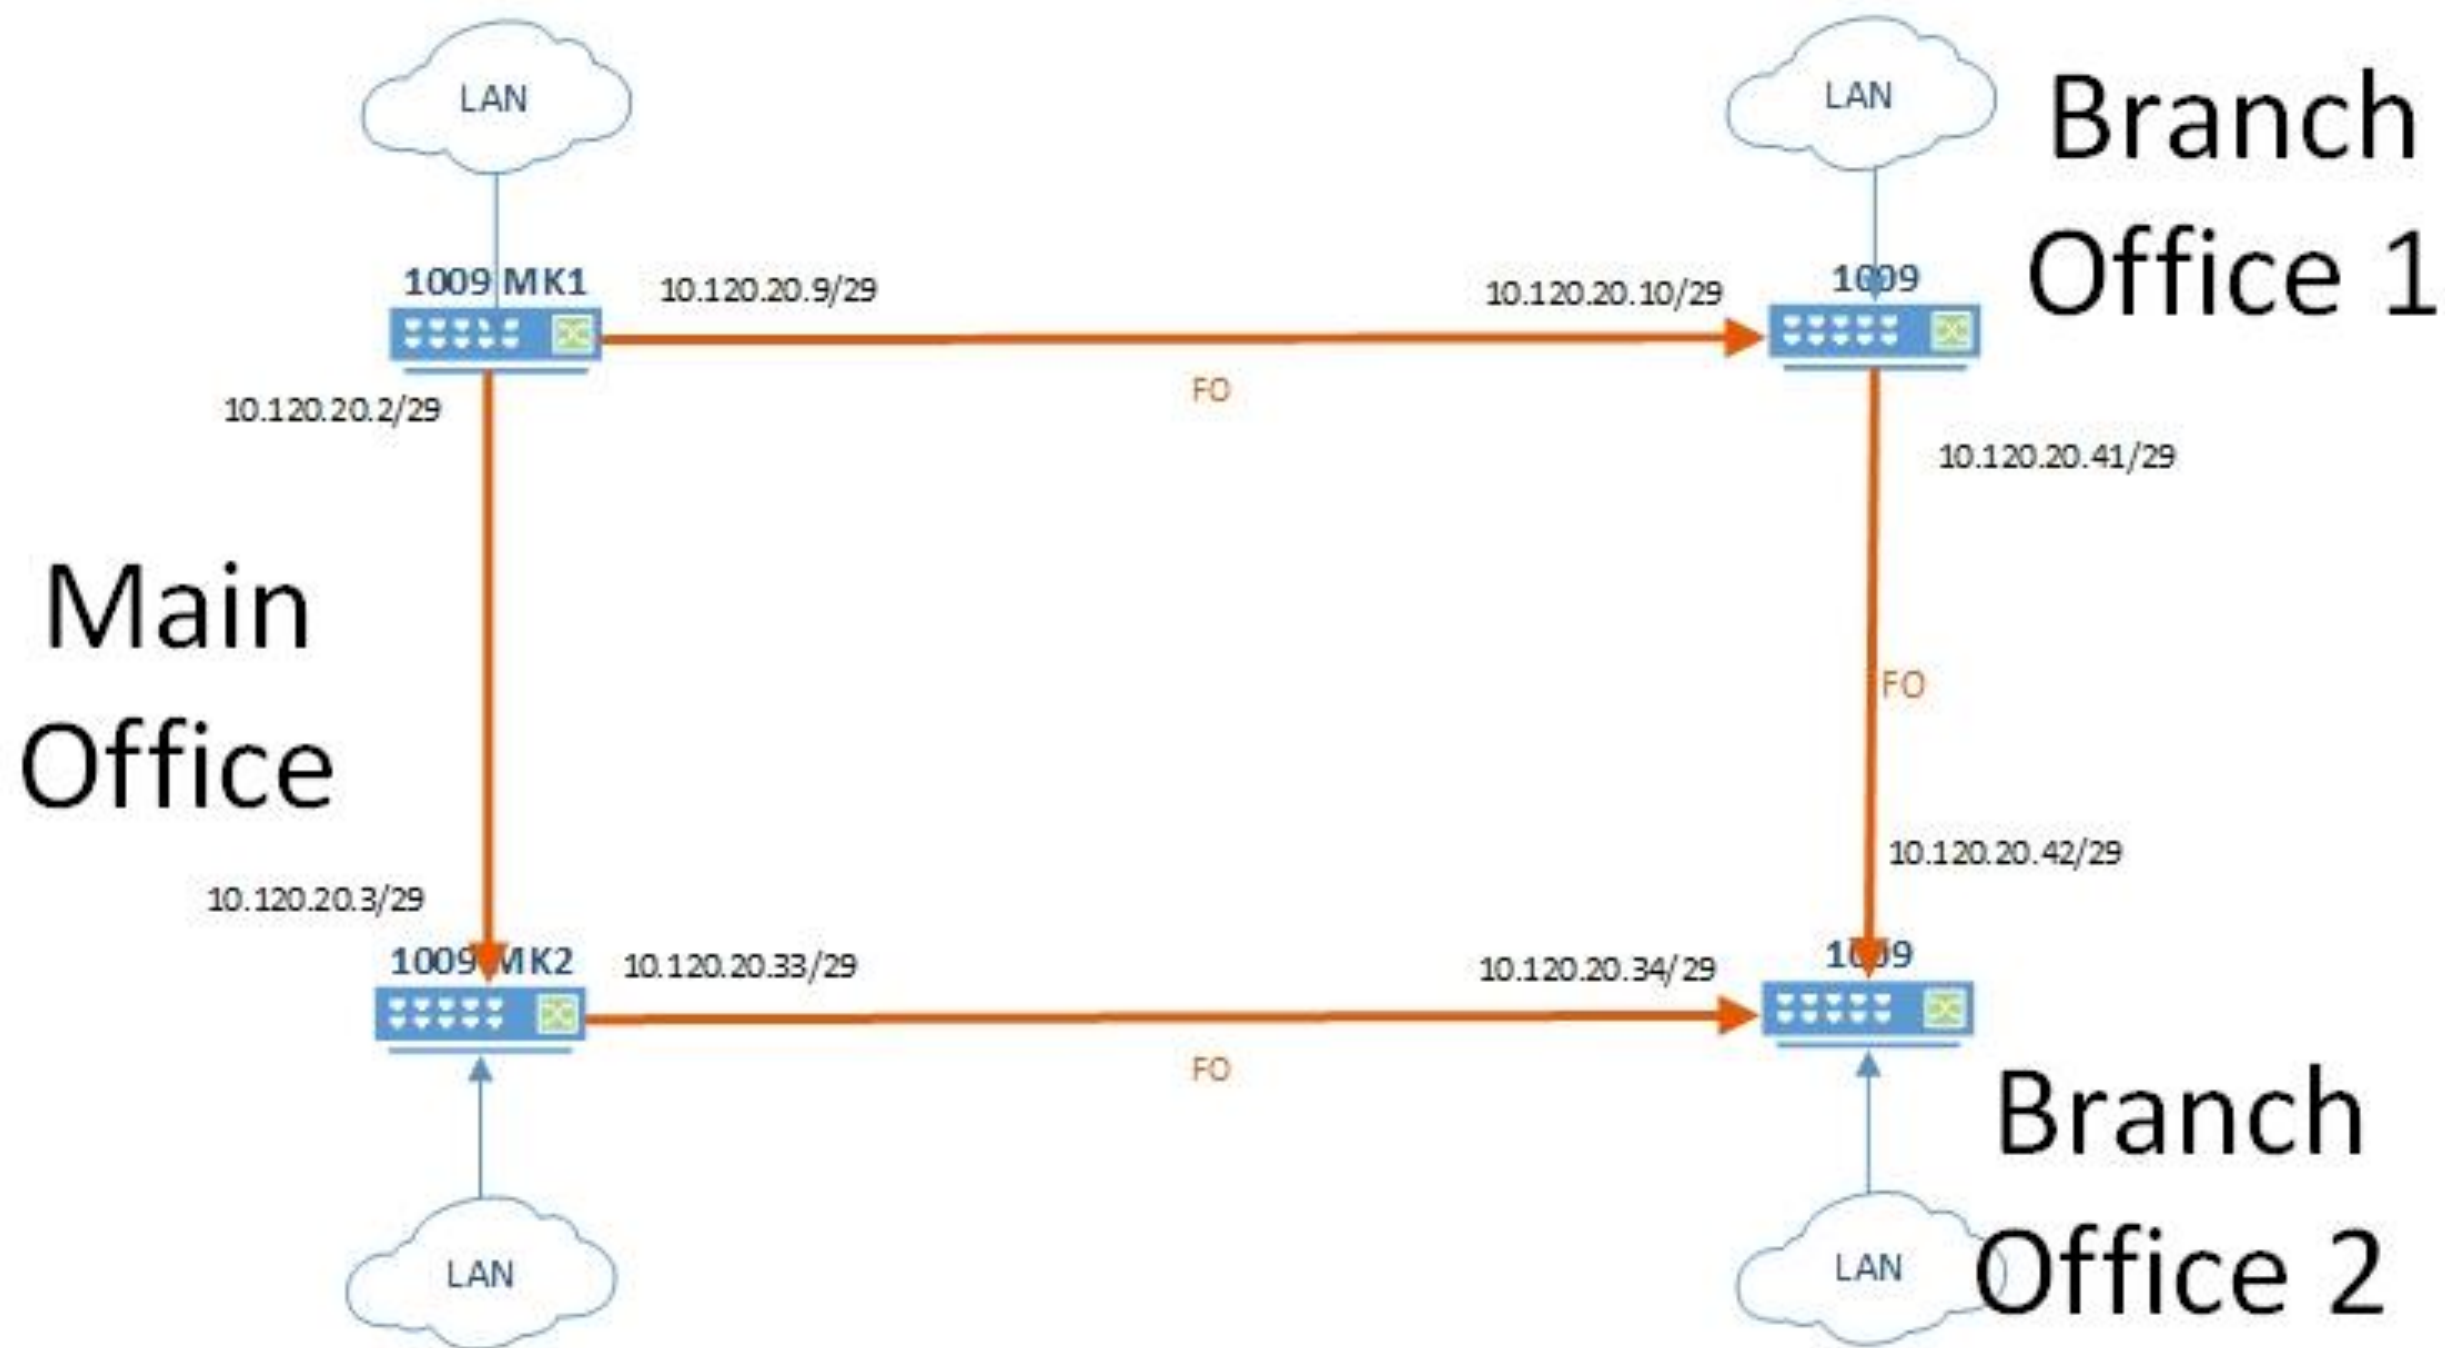 LAN
LAN
Branch
Office 1
1009 MK1
10.120.20.9/29
10.120.20.10/29
1009
FO
10.120.20.2/29
10.120.20.41/29
Main
Office
FO
10.120.20.42/29
10.120.20.3/29
1009 MK2
10.120.20.33/29
10.120.20.34/29
1009
FO
Branch
Office 2
LAN
LAN